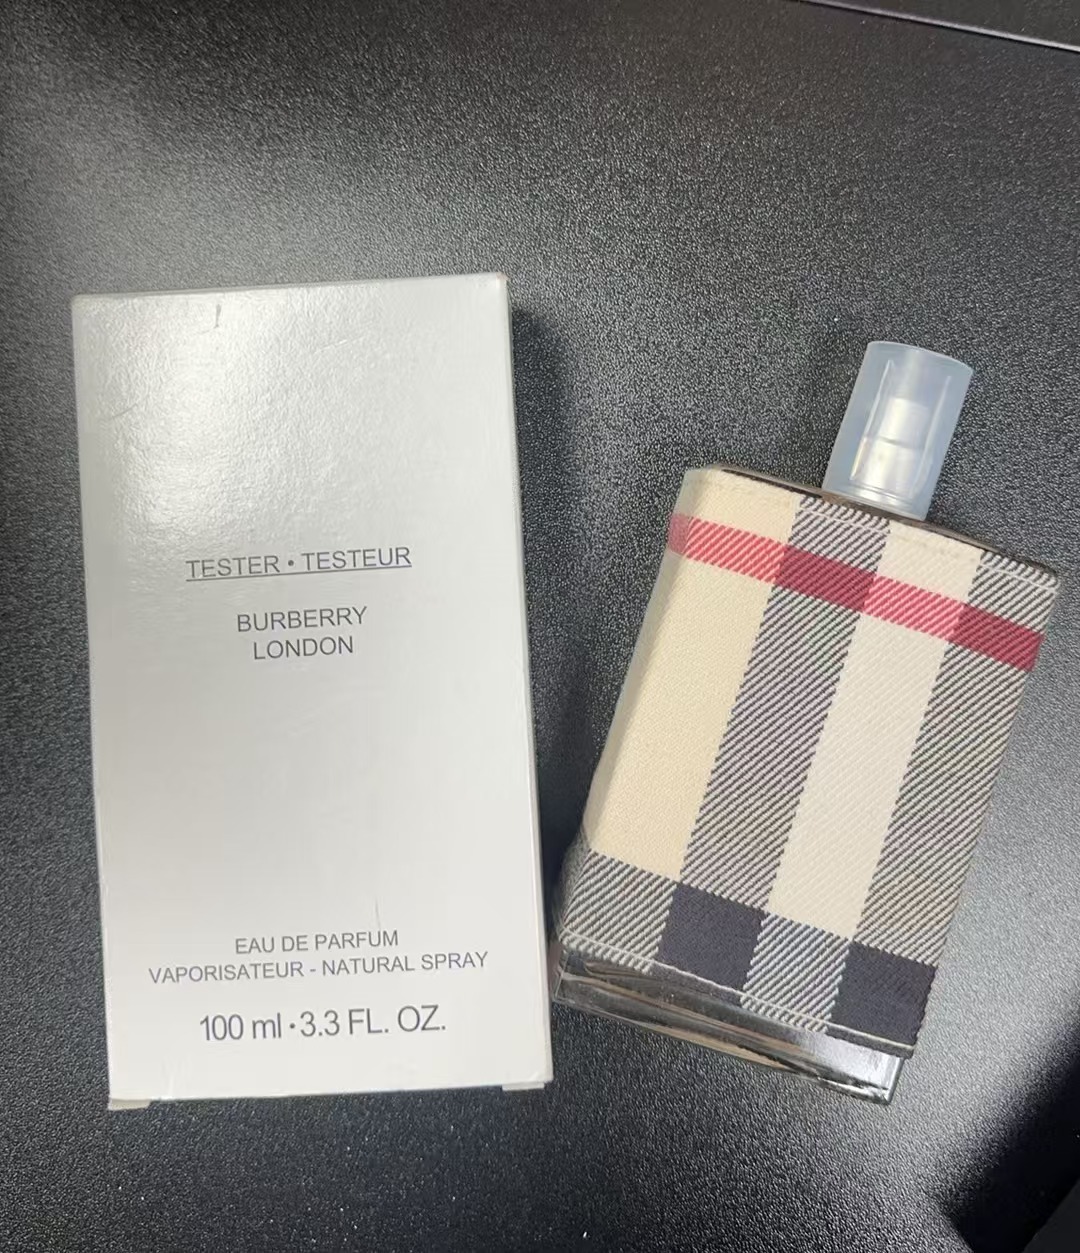 TESTER • TESTEUR
BURBERRY
LONDON
EAU DE PARFUM
VAPORISATEUR - NATURAL SPRAY
100 ml • 3.3 FL. OZ.